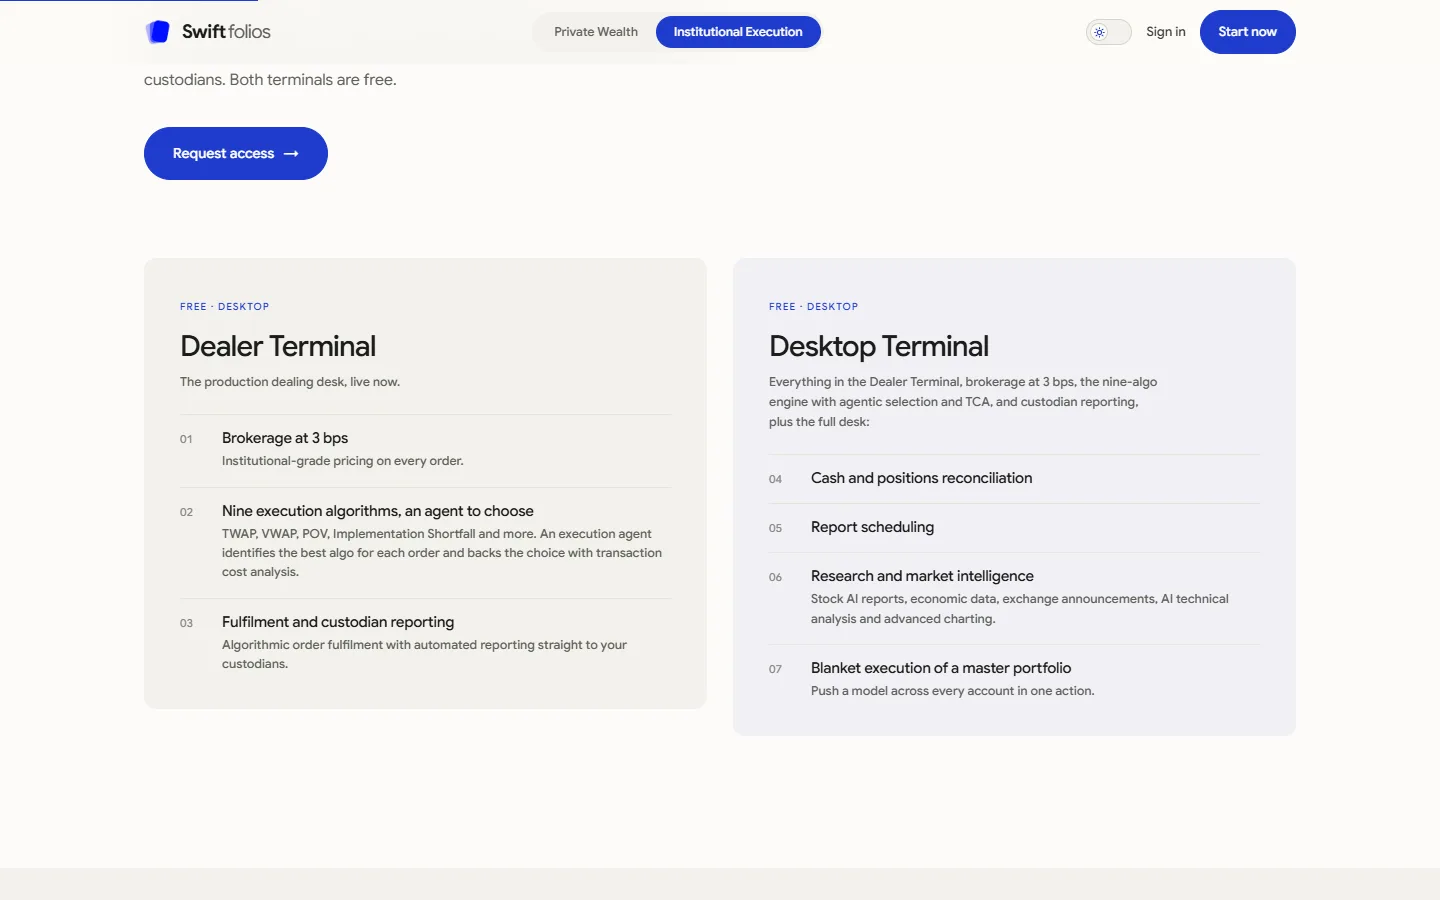 Swiftfolios
Private Wealth
Institutional Execution
Sign in
Start now
custodians. Both terminals are free.
Request access →
FREE · DESKTOP
Dealer Terminal
The production dealing desk, live now.
01 Brokerage at 3 bps
Institutional-grade pricing on every order.
02 Nine execution algorithms, an agent to choose
TWAP, VWAP, POV, Implementation Shortfall and more. An execution agent
identifies the best algo for each order and backs the choice with transaction
cost analysis.
03 Fulfilment and custodian reporting
Algorithmic order fulfilment with automated reporting straight to your
custodians.
FREE · DESKTOP
Desktop Terminal
Everything in the Dealer Terminal, brokerage at 3 bps, the nine-algo
engine with agentic selection and TCA, and custodian reporting,
plus the full desk:
04 Cash and positions reconciliation
05 Report scheduling
06 Research and market intelligence
Stock AI reports, economic data, exchange announcements, AI technical
analysis and advanced charting.
07 Blanket execution of a master portfolio
Push a model across every account in one action.